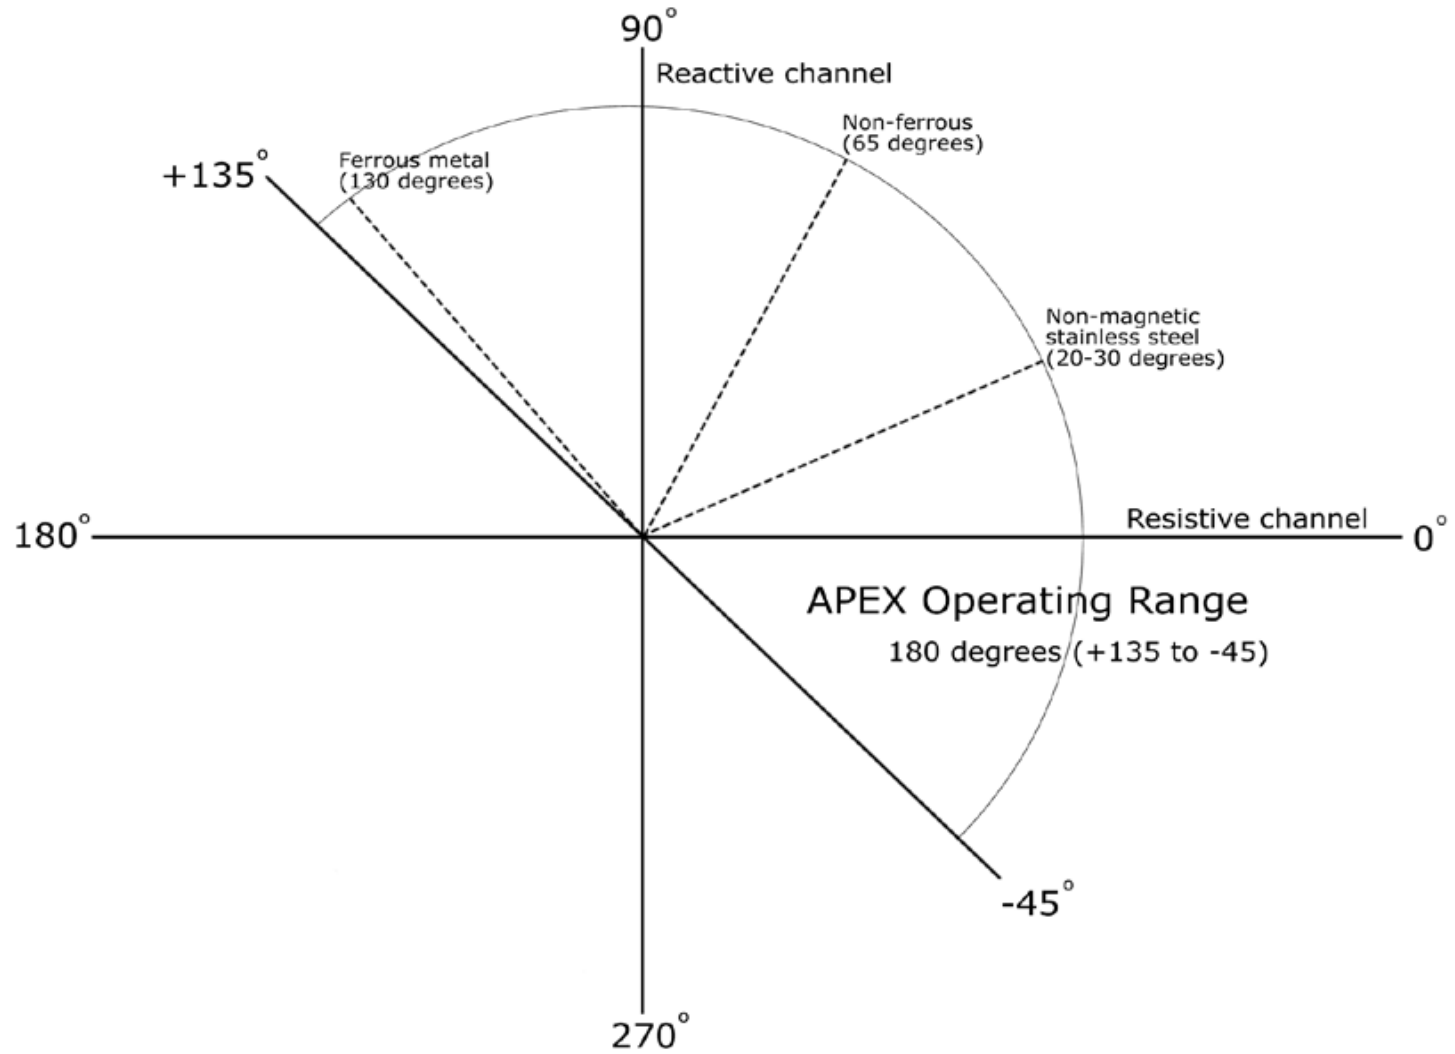 90°
Reactive channel
Non-ferrous
(65 degrees)
Ferrous metal
(130 degrees)
+135°
Non-magnetic
stainless steel
(20-30 degrees)
Resistive channel
180°
0°
APEX Operating Range
180 degrees (+135 to -45)
-45°
270°